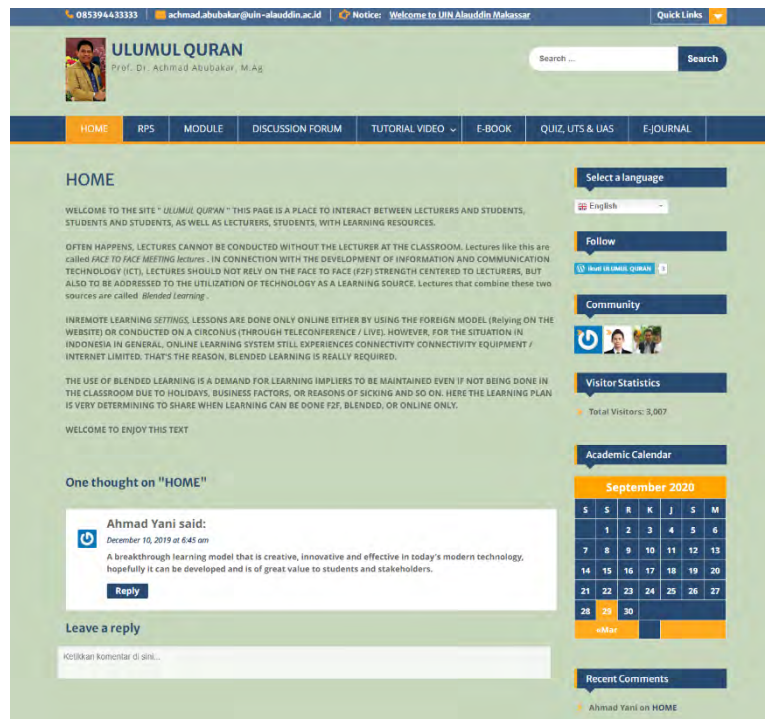 085394433333
achmad.abubakar@uin-alauddin.ac.id
Notice: Welcome to UIN Alauddin Makassar
Quick Links
ULUMUL QURAN
Prof. Dr. Achmad Abubakar, M.Ag
Search ...
Search
HOME
RPS
MODULE
DISCUSSION FORUM
TUTORIAL VIDEO
E-BOOK
QUIZ, UTS & UAS
E-JOURNAL
HOME
WELCOME TO THE SITE " ULUMUL QUR'AN " THIS PAGE IS A PLACE TO INTERACT BETWEEN LECTURERS AND STUDENTS,
STUDENTS AND STUDENTS, AS WELL AS LECTURERS, STUDENTS, WITH LEARNING RESOURCES.
OFTEN HAPPENS, LECTURES CANNOT BE CONDUCTED WITHOUT THE LECTURER AT THE CLASSROOM. Lectures like this are
called FACE TO FACE MEETING lectures . IN CONNECTION WITH THE DEVELOPMENT OF INFORMATION AND COMMUNICATION
TECHNOLOGY (ICT), LECTURES SHOULD NOT RELY ON THE FACE TO FACE (F2F) STRENGTH CENTERED TO LECTURERS, BUT
ALSO TO BE ADDRESSED TO THE UTILIZATION OF TECHNOLOGY AS A LEARNING SOURCE. Lectures that combine these two
sources are called Blended Learning .
INREMOTE LEARNING SETTINGS, LESSONS ARE DONE ONLY ONLINE EITHER BY USING THE FOREIGN MODEL (Relying ON THE
WEBSITE) OR CONDUCTED ON A CIRCONUS (THROUGH TELECONFERENCE / LIVE). HOWEVER, FOR THE SITUATION IN
INDONESIA IN GENERAL, ONLINE LEARNING SYSTEM STILL EXPERIENCES CONNECTIVITY CONNECTIVITY EQUIPMENT /
INTERNET LIMITED. THAT'S THE REASON, BLENDED LEARNING IS REALLY REQUIRED.
THE USE OF BLENDED LEARNING IS A DEMAND FOR LEARNING IMPLIERS TO BE MAINTAINED EVEN IF NOT BEING DONE IN
THE CLASSROOM DUE TO HOLIDAYS, BUSINESS FACTORS, OR REASONS OF SICKING AND SO ON. HERE THE LEARNING PLAN
IS VERY DETERMINING TO SHARE WHEN LEARNING CAN BE DONE F2F, BLENDED, OR ONLINE ONLY.
WELCOME TO ENJOY THIS TEXT
One thought on "HOME"
Ahmad Yani said:
December 10, 2019 at 6:45 am
A breakthrough learning model that is creative, innovative and effective in today's modern technology,
hopefully it can be developed and is of great value to students and stakeholders.
Reply
Leave a reply
Ketikkan komentar di sini...
Select a language
English
Follow
Ikuti ULUMUL QURAN 3
Community
Visitor Statistics
Total Visitors: 3,007
Academic Calendar
September 2020
S S R K J S M
1 2 3 4 5 6
7 8 9 10 11 12 13
14 15 16 17 18 19 20
21 22 23 24 25 26 27
28 29 30
«Mar
Recent Comments
Ahmad Yani on HOME